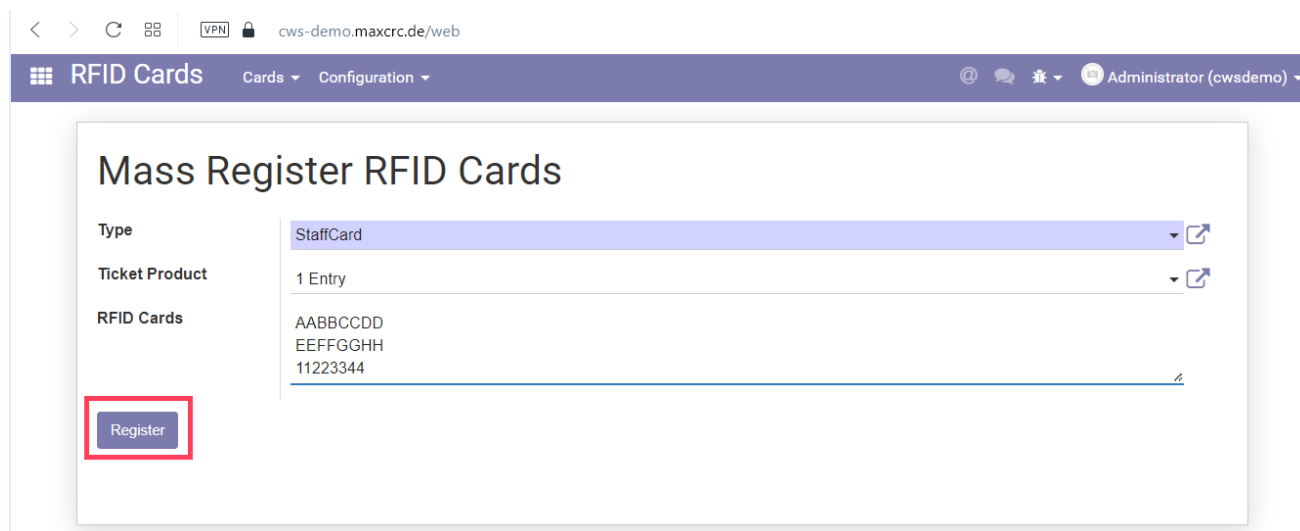 VPN cws-demo.maxcrc.de/web
RFID Cards Cards Configuration @ Administrator (cwsdemo)
Mass Register RFID Cards
Type StaffCard
Ticket Product 1 Entry
RFID Cards AABBCCDD
EEFFGGHH
11223344
Register